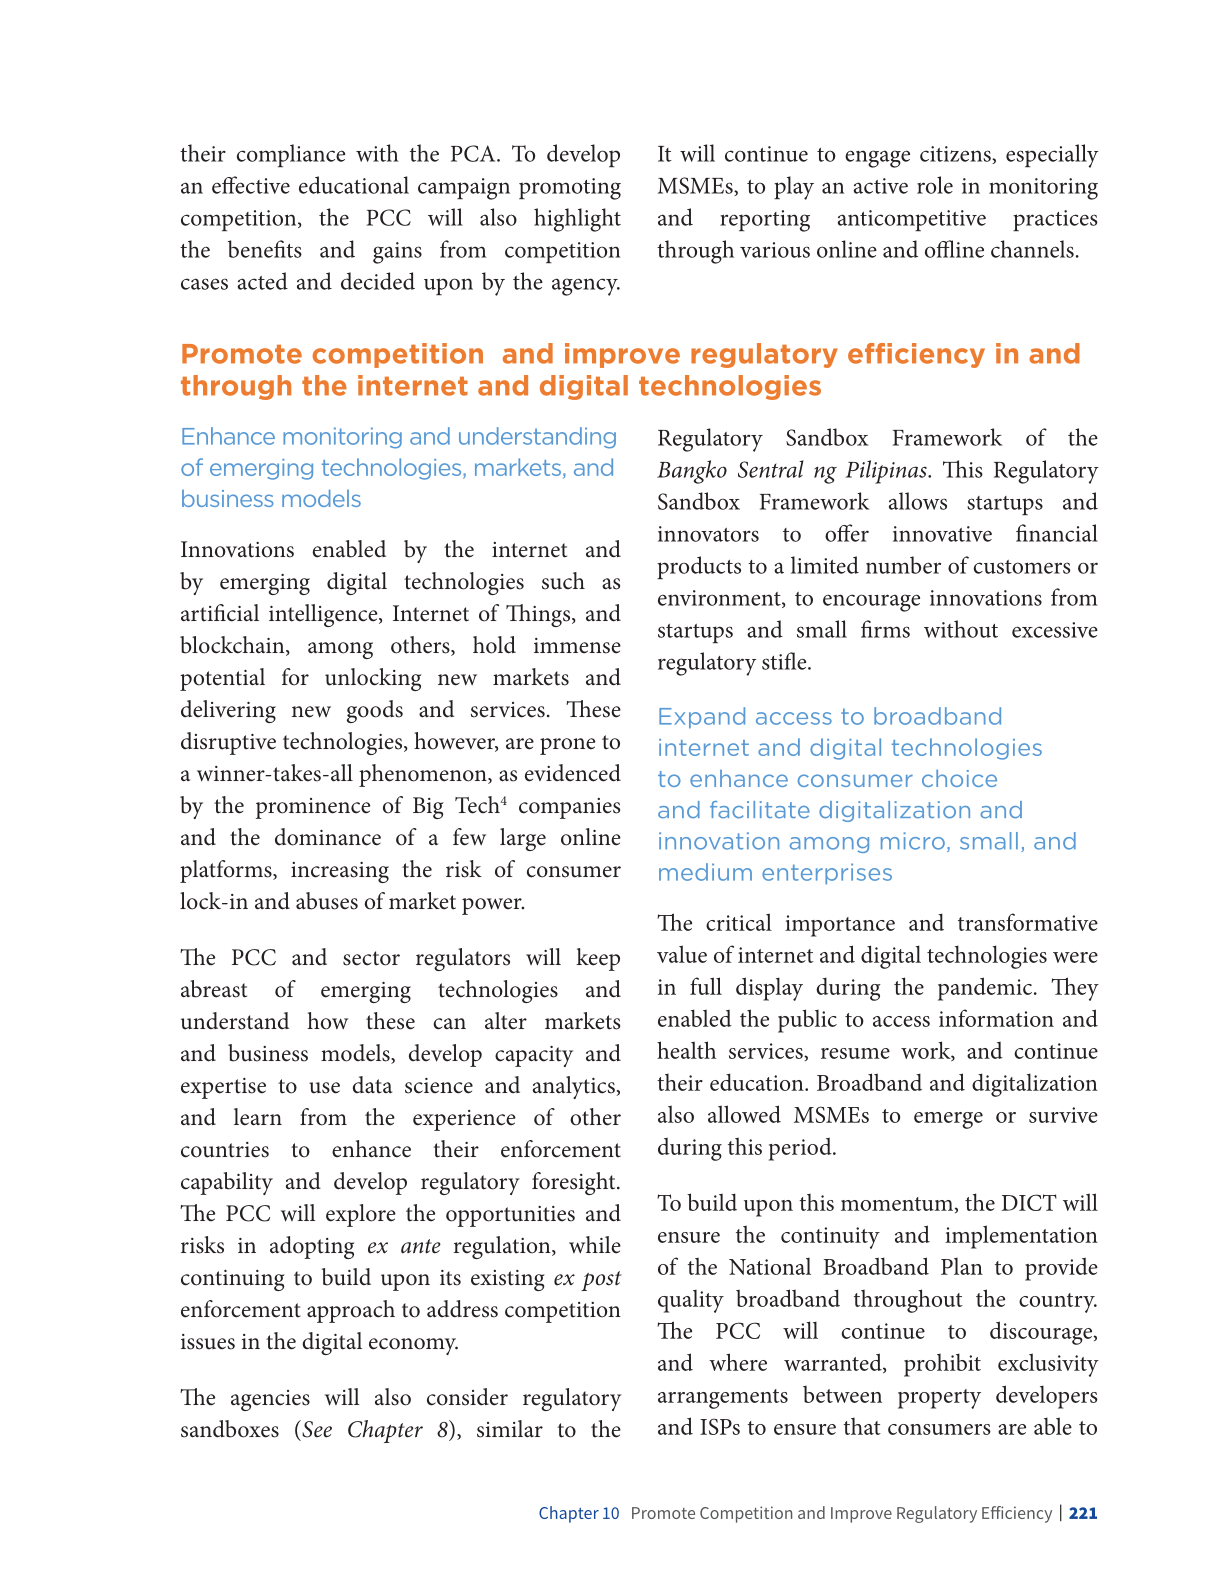 their compliance with the PCA. To develop
an effective educational campaign promoting
competition, the PCC will also highlight
the benefits and gains from competition
cases acted and decided upon by the agency.
It will continue to engage citizens, especially
MSMEs, to play an active role in monitoring
and reporting anticompetitive practices
through various online and offline channels.
Promote competition and improve regulatory efficiency in and
through the internet and digital technologies
Enhance monitoring and understanding
of emerging technologies, markets, and
business models
Innovations enabled by the internet and
by emerging digital technologies such as
artificial intelligence, Internet of Things, and
blockchain, among others, hold immense
potential for unlocking new markets and
delivering new goods and services. These
disruptive technologies, however, are prone to
a winner-takes-all phenomenon, as evidenced
by the prominence of Big Tech⁴ companies
and the dominance of a few large online
platforms, increasing the risk of consumer
lock-in and abuses of market power.
The PCC and sector regulators will keep
abreast of emerging technologies and
understand how these can alter markets
and business models, develop capacity and
expertise to use data science and analytics,
and learn from the experience of other
countries to enhance their enforcement
capability and develop regulatory foresight.
The PCC will explore the opportunities and
risks in adopting ex ante regulation, while
continuing to build upon its existing ex post
enforcement approach to address competition
issues in the digital economy.
The agencies will also consider regulatory
sandboxes (See Chapter 8), similar to the
Regulatory Sandbox Framework of the
Bangko Sentral ng Pilipinas. This Regulatory
Sandbox Framework allows startups and
innovators to offer innovative financial
products to a limited number of customers or
environment, to encourage innovations from
startups and small firms without excessive
regulatory stifle.
Expand access to broadband
internet and digital technologies
to enhance consumer choice
and facilitate digitalization and
innovation among micro, small, and
medium enterprises
The critical importance and transformative
value of internet and digital technologies were
in full display during the pandemic. They
enabled the public to access information and
health services, resume work, and continue
their education. Broadband and digitalization
also allowed MSMEs to emerge or survive
during this period.
To build upon this momentum, the DICT will
ensure the continuity and implementation
of the National Broadband Plan to provide
quality broadband throughout the country.
The PCC will continue to discourage,
and where warranted, prohibit exclusivity
arrangements between property developers
and ISPs to ensure that consumers are able to
Chapter 10 Promote Competition and Improve Regulatory Efficiency | 221